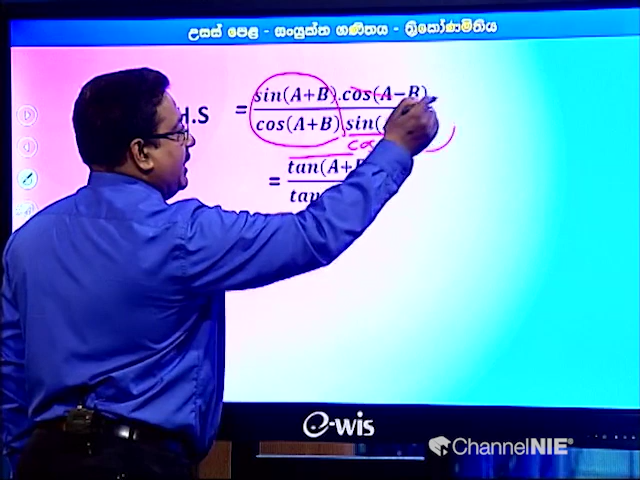 උසස් පෙළ - සංයුක්ත ගණිතය - ත්‍රිකෝණමිතිය
H.S = sin(A+B).cos(A−B)
cos(A+B) sin(
= tan(A+B
tan
e-wis
ChannelNIE